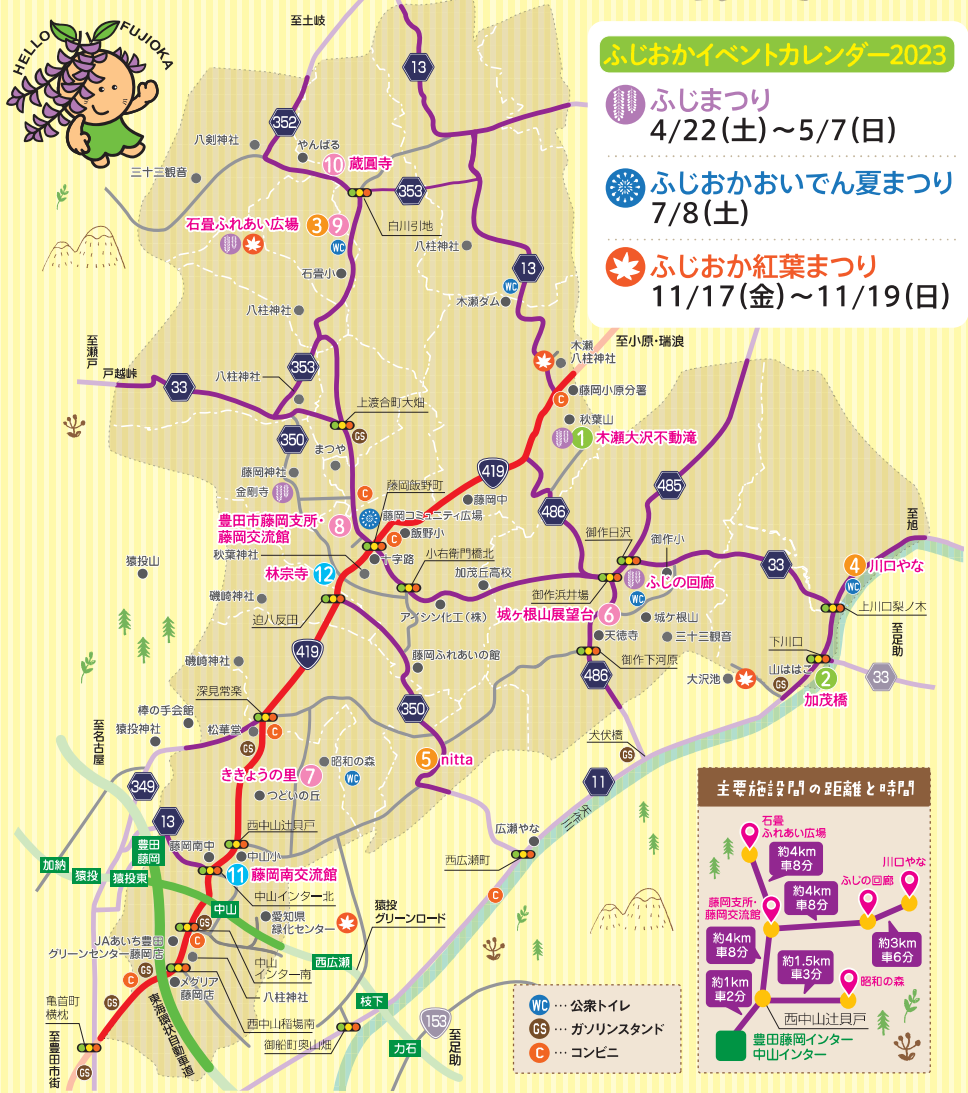 HELLO FUJIOKA
ふじおかイベントカレンダー2023
ふじまつり
4/22(土)～5/7(日)
ふじおかおいでん夏まつり
7/8(土)
ふじおか紅葉まつり
11/17(金)～11/19(日)
至土岐
13
352
八剣神社
やんばる
三十三観音
10 蔵圓寺
353
白川引地
石畳ふれあい広場 3 9
WC
石畳小
八柱神社
13
WC
木瀬ダム
八柱神社
至小原・瑞浪
木瀬
八柱神社
至瀬戸
戸越峠
33
353
八柱神社
藤岡小原分署
C
上渡合町大畑
GS
秋葉山
1 木瀬大沢不動滝
350
まつや
藤岡神社
金剛寺
419
485
藤岡飯野町
C
藤岡中
486
豊田市藤岡支所・
藤岡交流館
8
藤岡コミュニティ広場
C
飯野小
至旭
秋葉神社
十字路
小右衛門橋北
御作日沢
御作小
33
4 川口やな
WC
猿投山
林宗寺 12
加茂丘高校
ふじの回廊
WC
磯崎神社
迫八反田
アイシン化工(株)
御作浜井場
城ヶ根山展望台 6
城ヶ根山
上川口梨ノ木
419
天徳寺
三十三観音
下川口
至足助
磯崎神社
藤岡ふれあいの館
御作下河原
大沢池
山ははこ
GS
33
深見常楽
486
2
加茂橋
棒の手会館
350
至名古屋
猿投神社
松華堂
C
GS
犬伏橋
GS
5 nitta
ききょうの里 7
昭和の森
WC
349
つどいの丘
11
主要施設間の距離と時間
13
西中山辻貝戸
広瀬やな
矢作川
石畳
ふれあい広場
約4km
車8分
川口やな
豊田
藤岡
藤岡南中
中山小
西広瀬町
約4km
車8分
ふじの回廊
加納
猿投
猿投東
11 藤岡南交流館
中山インター北
藤岡支所・
藤岡交流館
C
中山
GS
愛知県
緑化センター
猿投
グリーンロード
約4km
車8分
約1.5km
車3分
約3km
車6分
JAあいち豊田
グリーンセンター藤岡店
C
西広瀬
約1km
車2分
昭和の森
GS
C
メグリア
藤岡店
中山
インター南
八柱神社
枝下
WC…公衆トイレ
西中山辻貝戸
亀首町
横枕
GS
東海環状自動車道
西中山稲場南
GS…ガソリンスタンド
153
至足助
豊田藤岡インター
中山インター
至豊田市街
GS
御船町奥山畑
力石
C…コンビニ